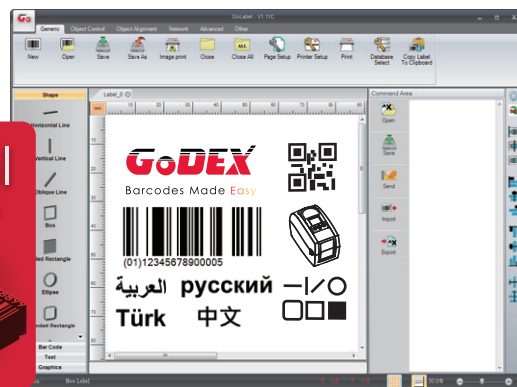 Go
GoLabel - V1.11C
Generic Object Control Object Alignment Network Advanced Other
New Open Save Save As Image print Close Close All Page Setup Printer Setup Print Database Select Copy Label To Clipboard
Shape
Label_5
Command Area
Horizontal Line
Vertical Line
Oblique Line
Box
Ellipse
Bar Code
Text
Graphics
GoDEX
Barcodes Made Easy
(01)12345678900005
العربية русский
Türk 中文
Open
Save
Send
Import
Export